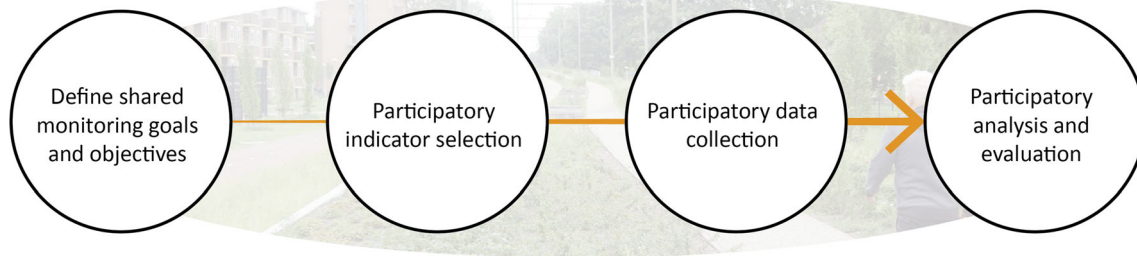 Define shared
monitoring goals
and objectives
Participatory
indicator selection
Participatory data
collection
Participatory
analysis and
evaluation